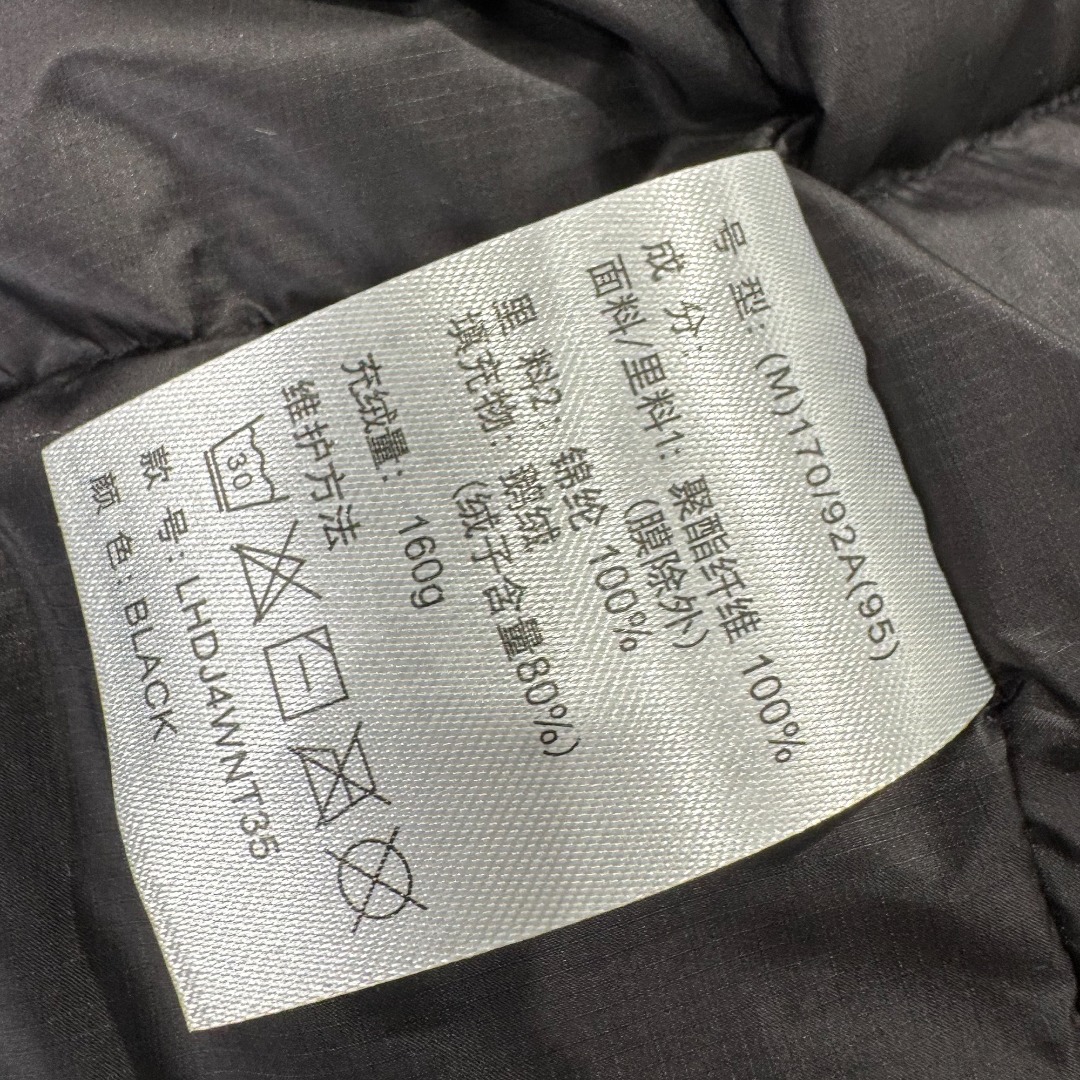 号 型: (M)170/92A(95)
成 分:
面料/里料1: 聚酯纤维 100%
(膜除外)
里 料2: 锦纶 100%
填充物: 鹅绒
(绒子含量80%)
充绒量: 160g
维护方法
30
款 号: LHDJ4WNT35
颜 色: BLACK